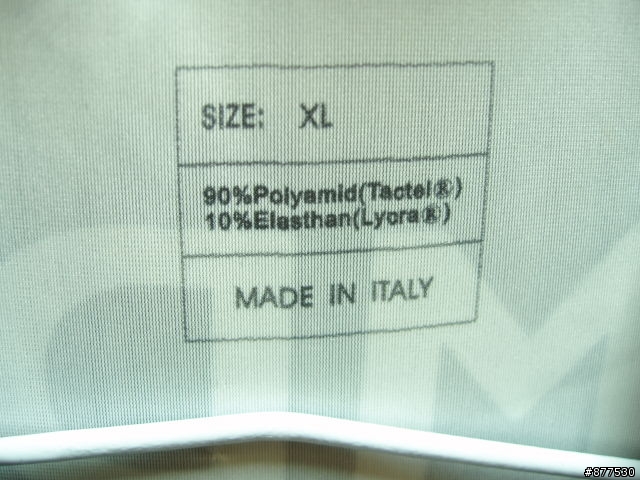 SIZE: XL
90%Polyamid(Tactel®)
10%Elasthan(Lycra®)
MADE IN ITALY
#877530